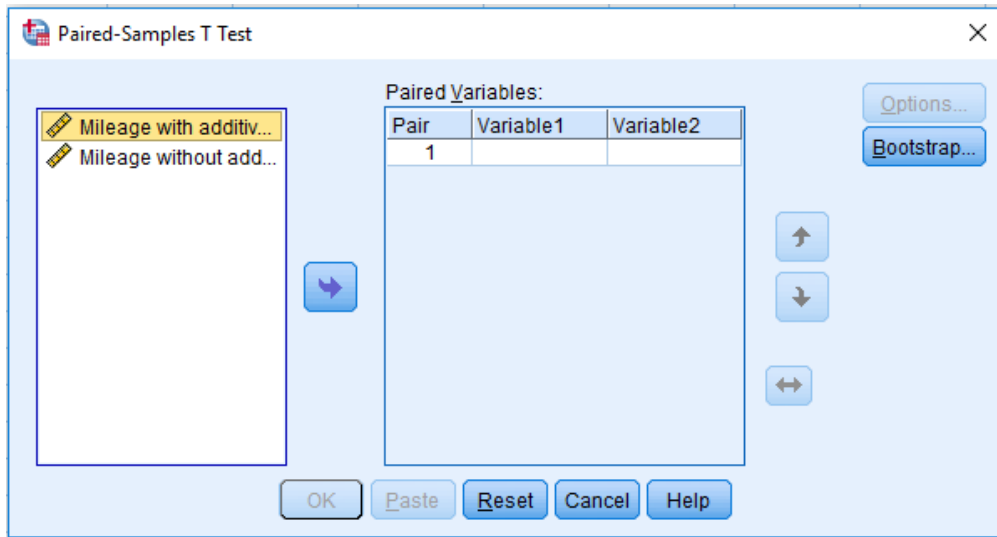 Paired-Samples T Test
Mileage with additiv...
Mileage without add...
Paired Variables:
Pair Variable1 Variable2
1
Options...
Bootstrap...
OK Paste Reset Cancel Help